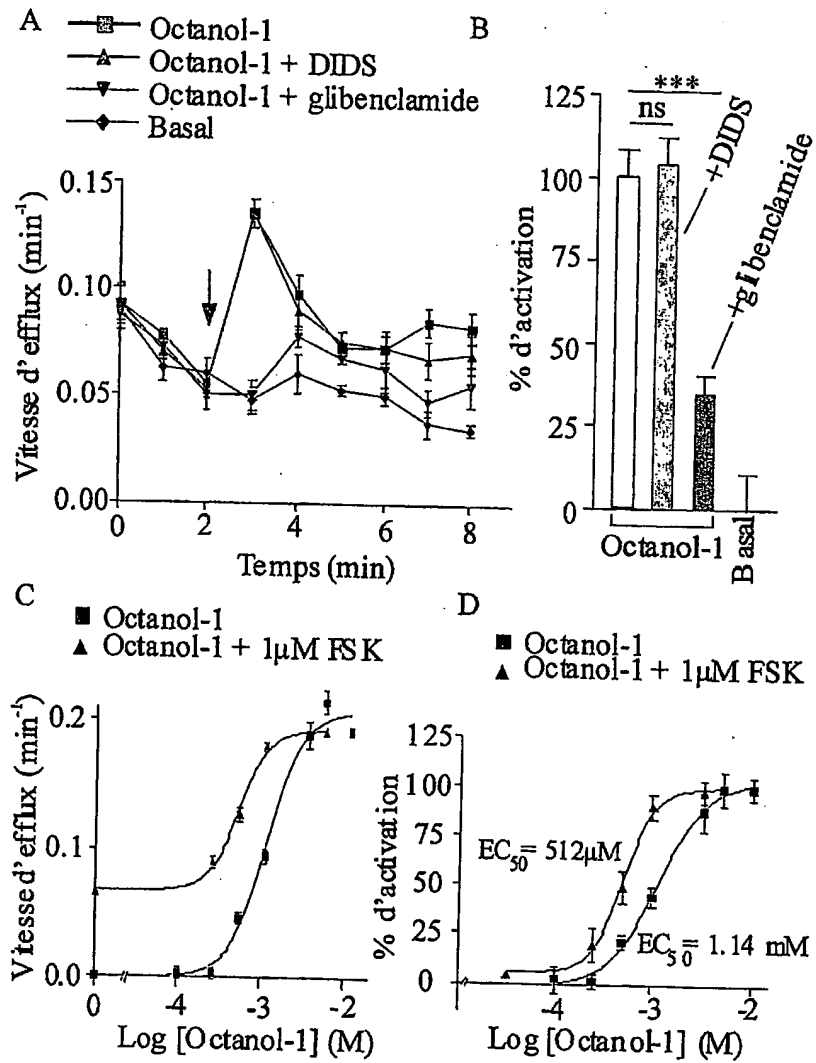 A
Octanol-1
Octanol-1 + DIDS
Octanol-1 + glibenclamide
Basal
Vitesse d'efflux (min-1)
0.15
0.10
0.05
0.00
0
2
4
6
8
Temps (min)
B
% d'activation
125
100
75
50
25
0
***
ns
+DIDS
+glibenclamide
Octanol-1
Basal
C
Octanol-1
Octanol-1 + 1µM FSK
Vitesse d'efflux (min-1)
0.2
0.1
0.0
0
-4
-3
-2
Log [Octanol-1] (M)
D
Octanol-1
Octanol-1 + 1µM FSK
% d'activation
125
100
75
50
25
0
EC50= 512µM
EC50= 1.14 mM
-4
-3
-2
Log [Octanol-1] (M)